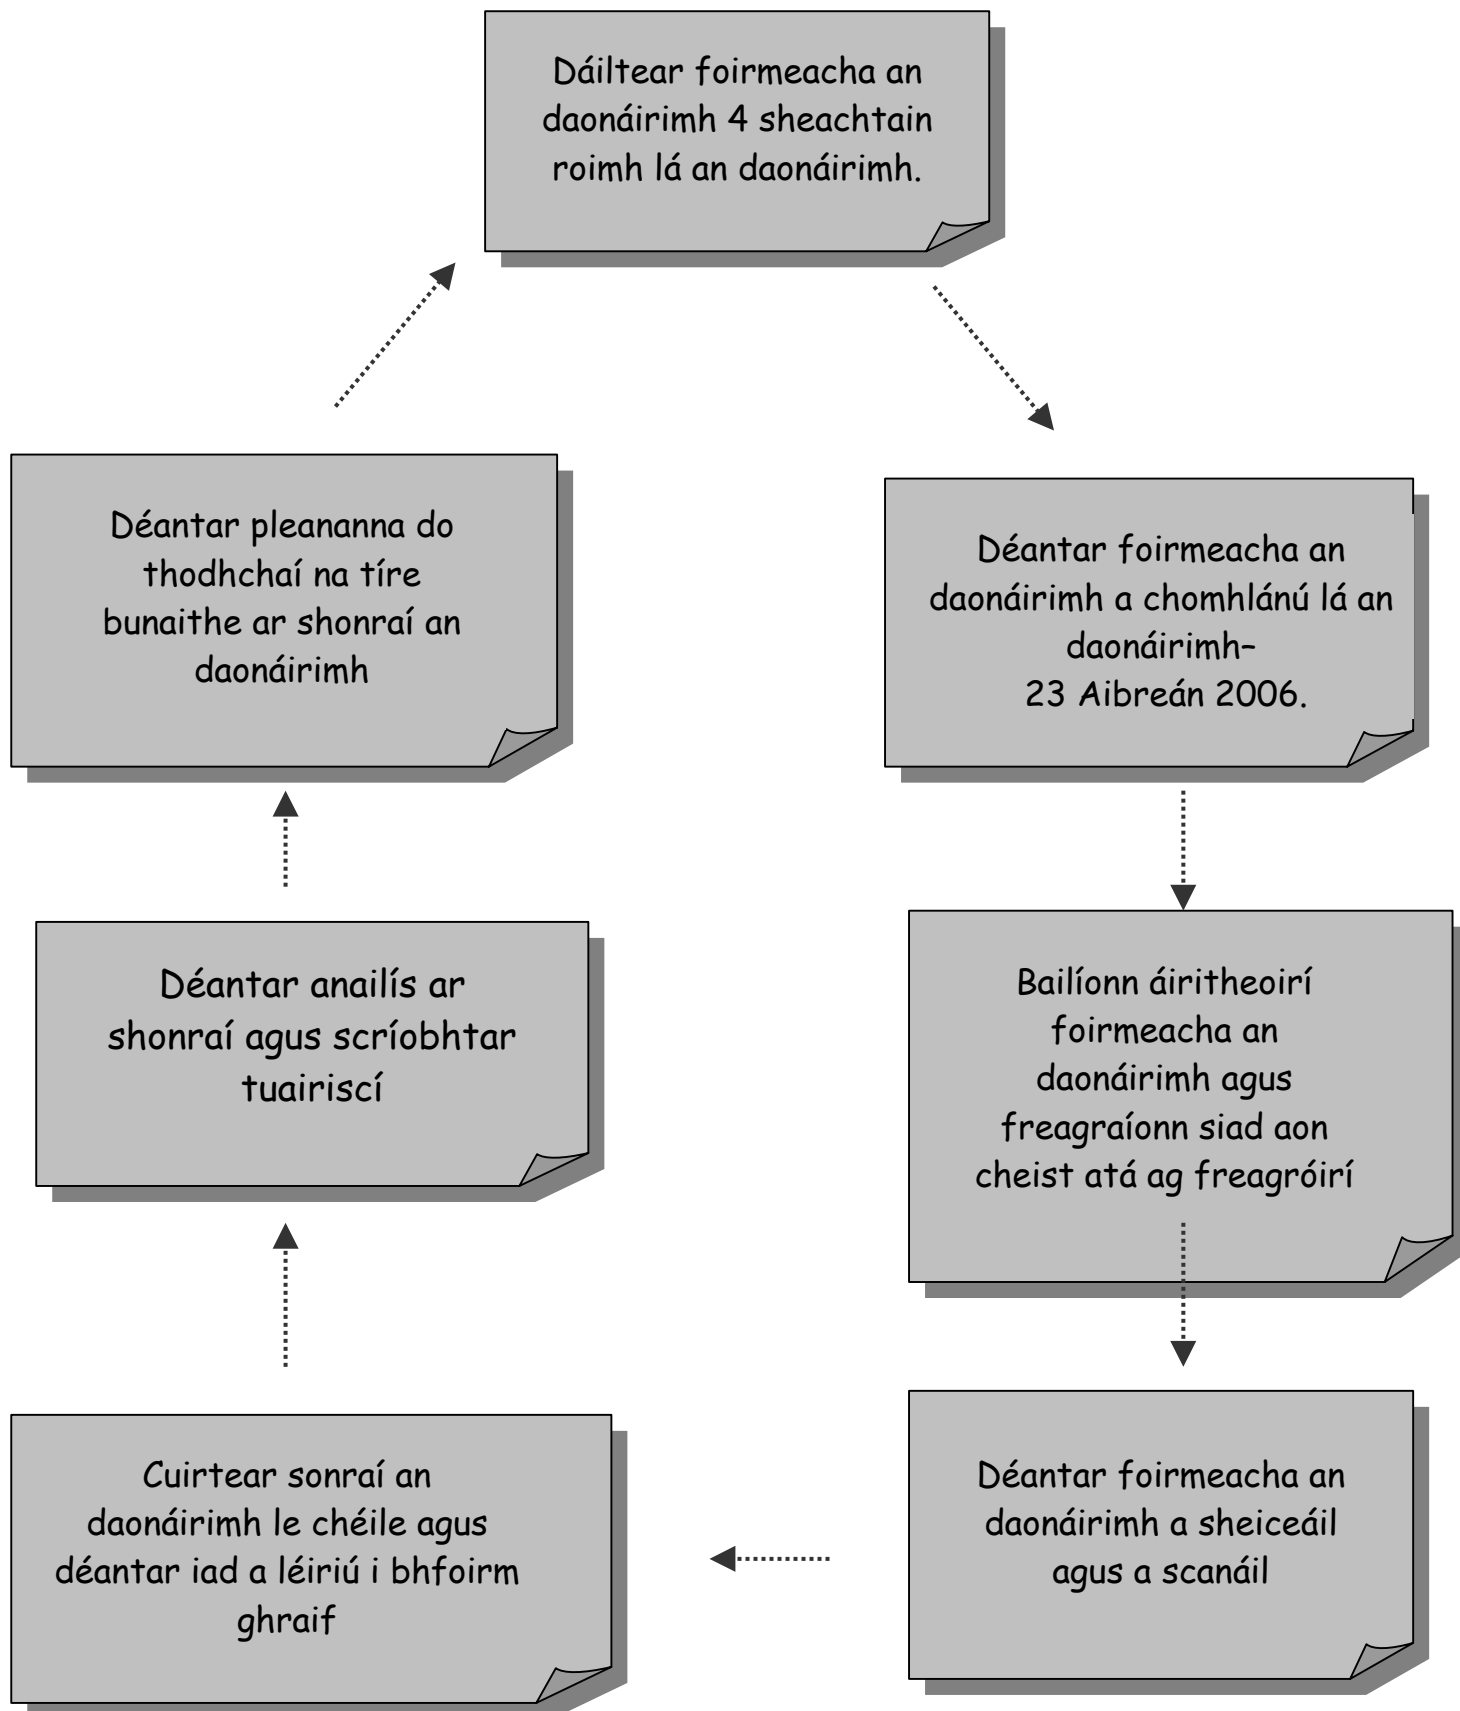 Dáiltear foirmeacha an
daonáirimh 4 sheachtain
roimh lá an daonáirimh.
Déantar foirmeacha an
daonáirimh a chomhlánú lá an
daonáirimh–
23 Aibreán 2006.
Bailíonn áiritheoirí
foirmeacha an
daonáirimh agus
freagraíonn siad aon
cheist atá ag freagróirí
Déantar foirmeacha an
daonáirimh a sheiceáil
agus a scanáil
Cuirtear sonraí an
daonáirimh le chéile agus
déantar iad a léiriú i bhfoirm
ghraif
Déantar anailís ar
shonraí agus scríobhtar
tuairiscí
Déantar pleananna do
thodhchaí na tíre
bunaithe ar shonraí an
daonáirimh